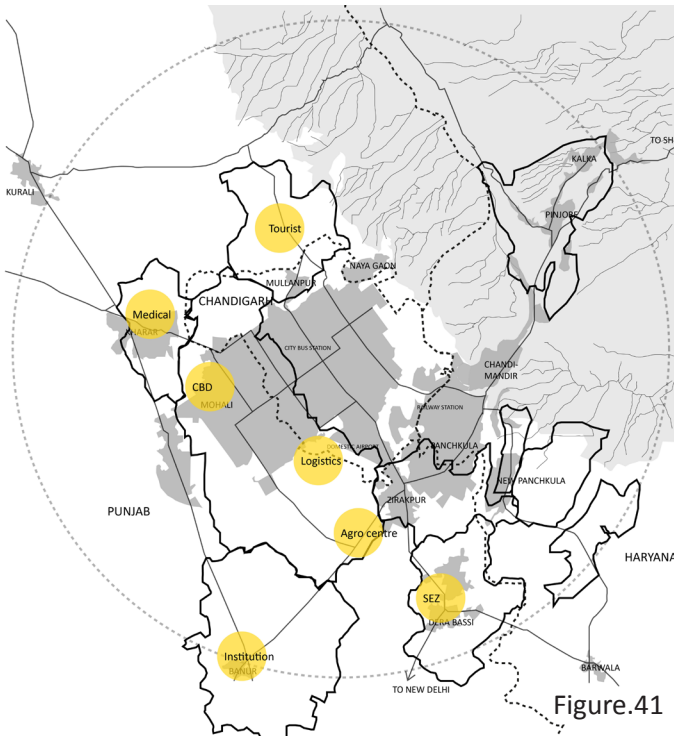 KALKA
TO SH
KURALI
PINJORE
Tourist
NAYA GAON
MULLANPUR
CHANDIGARH
Medical
KHARAR
CITY BUS STATION
CHANDI-
MANDIR
CBD
MOHALI
RAILWAY STATION
DOMESTIC AIRPORT
PANCHKULA
Logistics
NEW PANCHKULA
ZIRAKPUR
PUNJAB
Agro centre
HARYANA
SEZ
DERA BASSI
Institution
BANUR
BARWALA
TO NEW DELHI
Figure.41